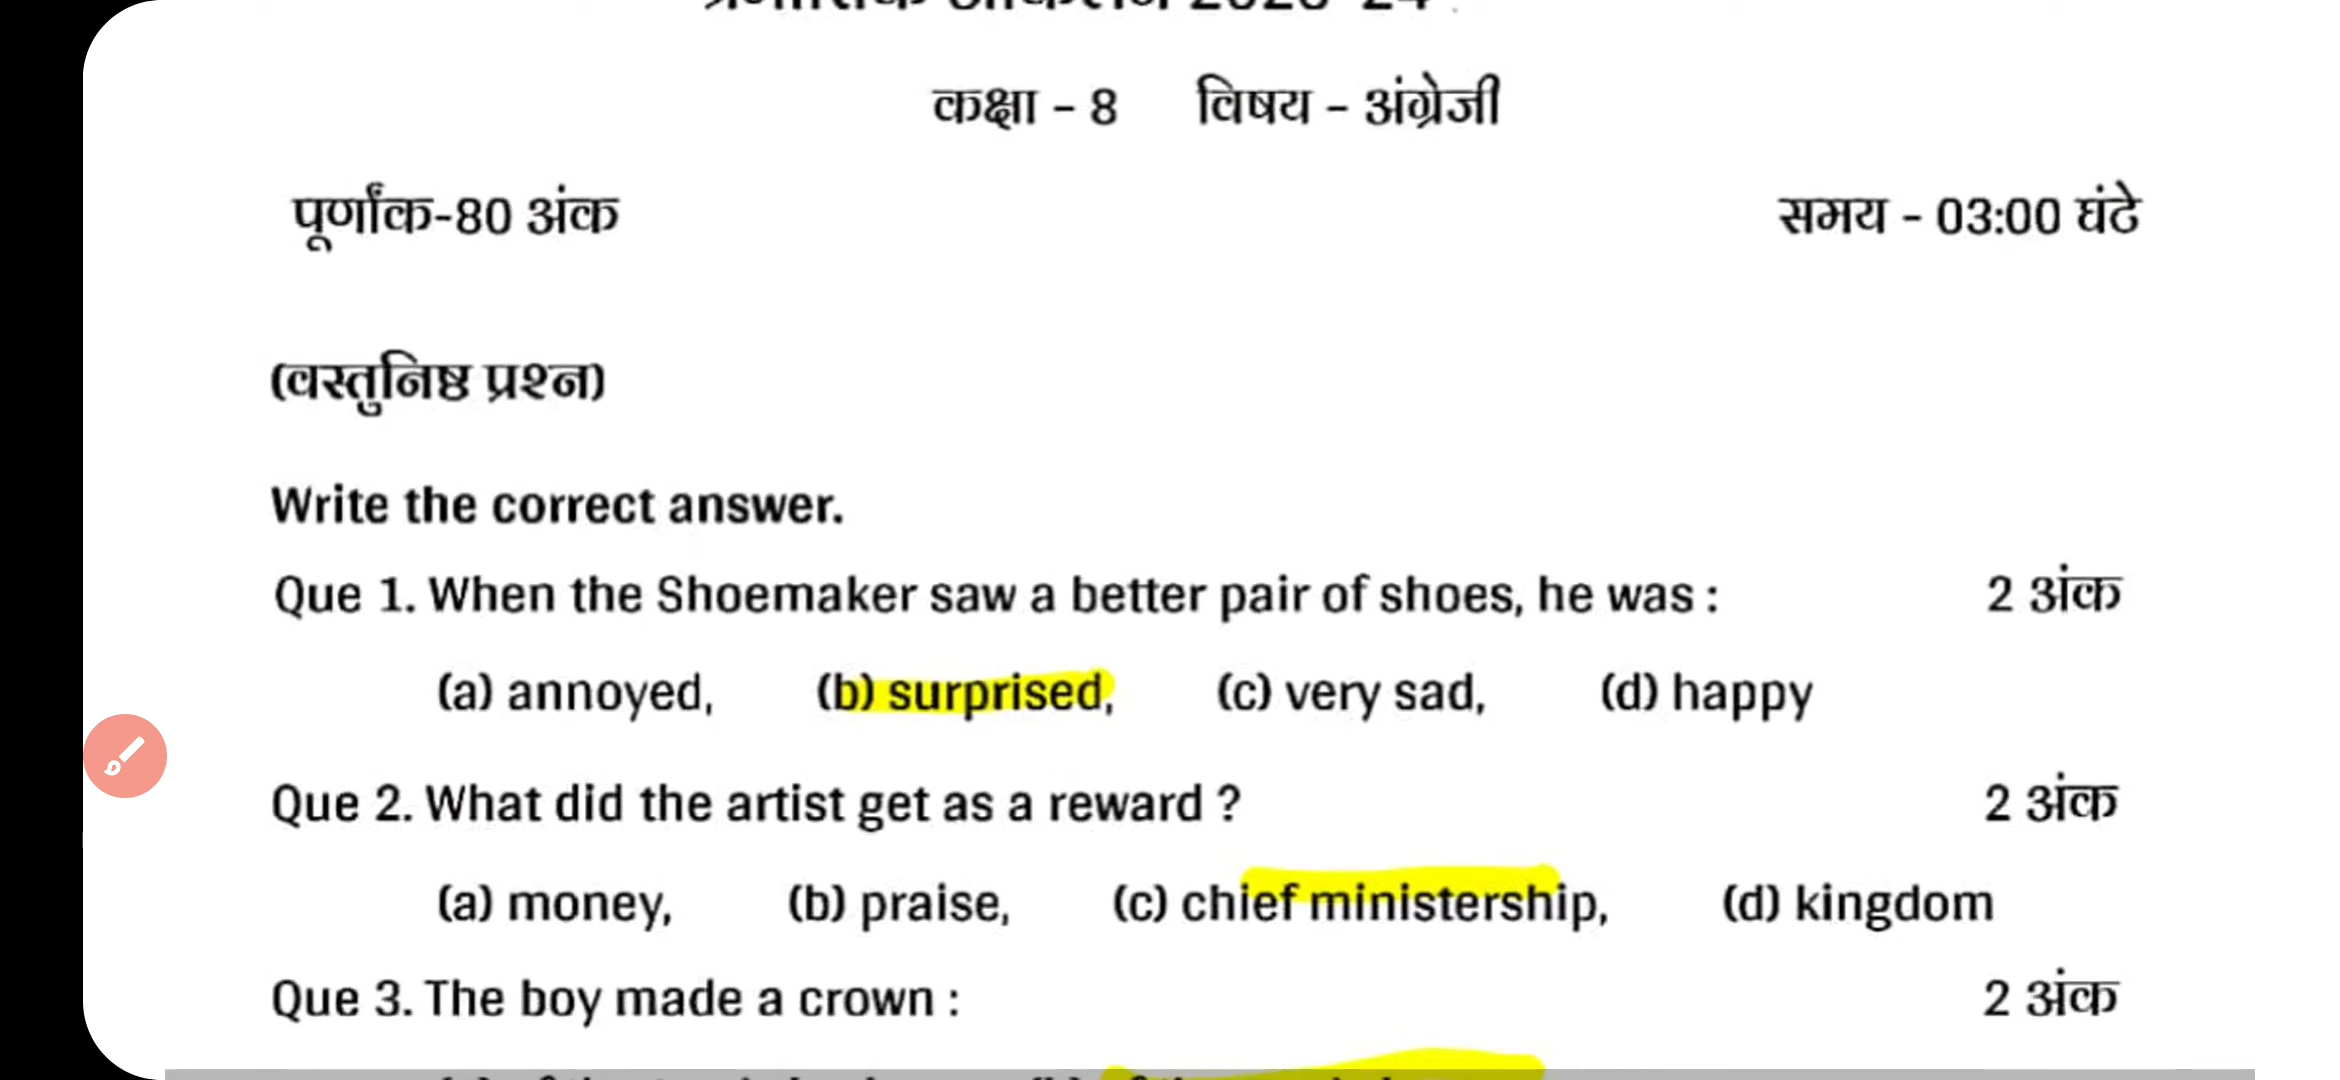 2023-24
कक्षा - 8 विषय - अंग्रेजी
पूर्णांक-80 अंक समय - 03:00 घंटे
(वस्तुनिष्ठ प्रश्न)
Write the correct answer.
Que 1. When the Shoemaker saw a better pair of shoes, he was : 2 अंक
(a) annoyed, (b) surprised, (c) very sad, (d) happy
Que 2. What did the artist get as a reward ? 2 अंक
(a) money, (b) praise, (c) chief ministership, (d) kingdom
Que 3. The boy made a crown : 2 अंक